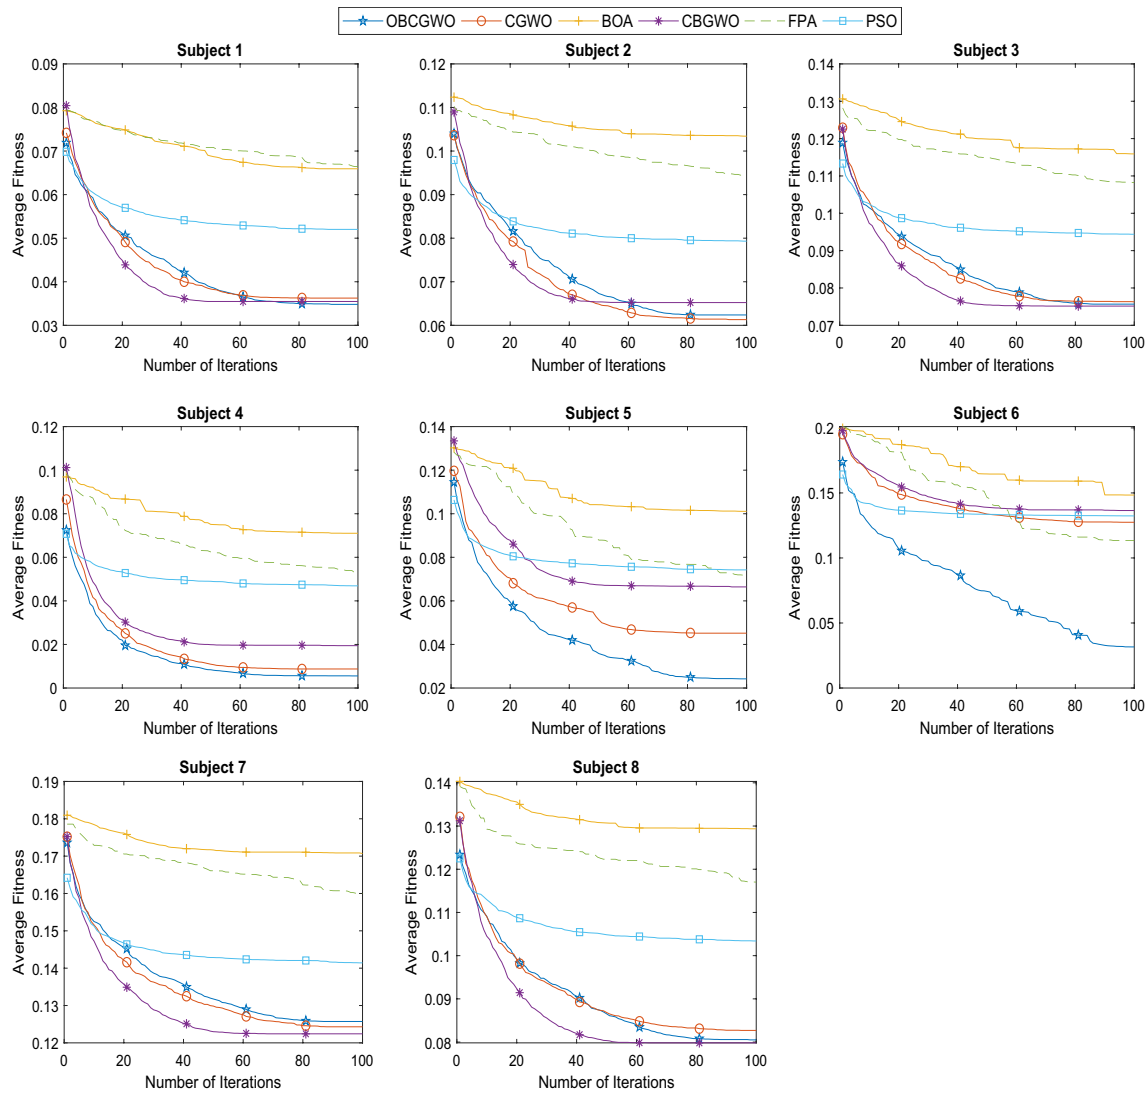 OBCGWO CGWO BOA CBGWO FPA PSO
Subject 1
Average Fitness
0.09
0.08
0.07
0.06
0.05
0.04
0.03
0 20 40 60 80 100
Number of Iterations
Subject 2
Average Fitness
0.12
0.11
0.1
0.09
0.08
0.07
0.06
0 20 40 60 80 100
Number of Iterations
Subject 3
Average Fitness
0.14
0.13
0.12
0.11
0.1
0.09
0.08
0.07
0 20 40 60 80 100
Number of Iterations
Subject 4
Average Fitness
0.12
0.1
0.08
0.06
0.04
0.02
0
0 20 40 60 80 100
Number of Iterations
Subject 5
Average Fitness
0.14
0.12
0.1
0.08
0.06
0.04
0.02
0 20 40 60 80 100
Number of Iterations
Subject 6
Average Fitness
0.2
0.15
0.1
0.05
0
0 20 40 60 80 100
Number of Iterations
Subject 7
Average Fitness
0.19
0.18
0.17
0.16
0.15
0.14
0.13
0.12
0 20 40 60 80 100
Number of Iterations
Subject 8
Average Fitness
0.14
0.13
0.12
0.11
0.1
0.09
0.08
0 20 40 60 80 100
Number of Iterations